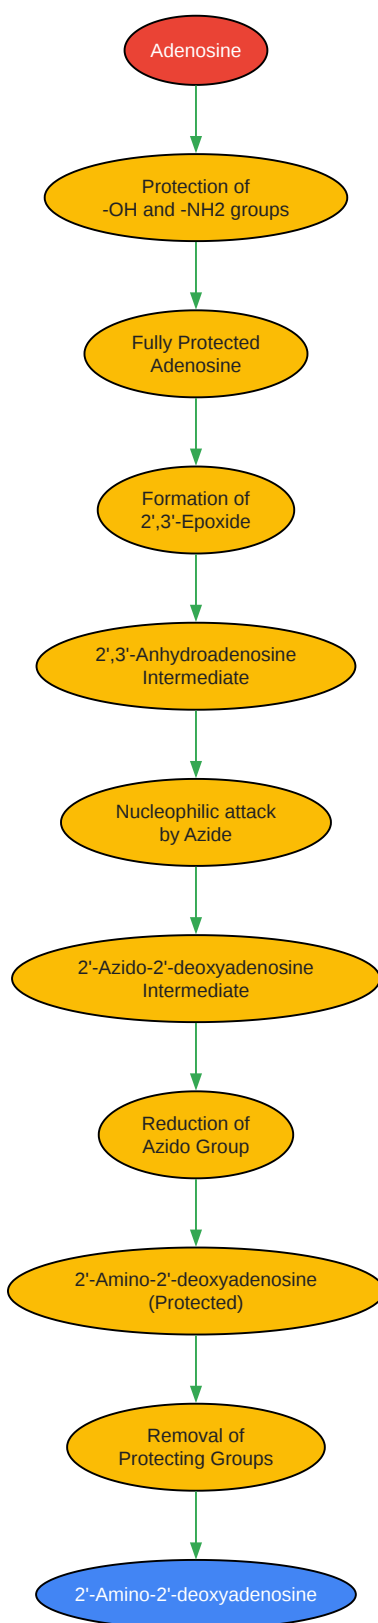 Adenosine
Protection of
-OH and -NH2 groups
Fully Protected
Adenosine
Formation of
2',3'-Epoxide
2',3'-Anhydroadenosine
Intermediate
Nucleophilic attack
by Azide
2'-Azido-2'-deoxyadenosine
Intermediate
Reduction of
Azido Group
2'-Amino-2'-deoxyadenosine
(Protected)
Removal of
Protecting Groups
2'-Amino-2'-deoxyadenosine